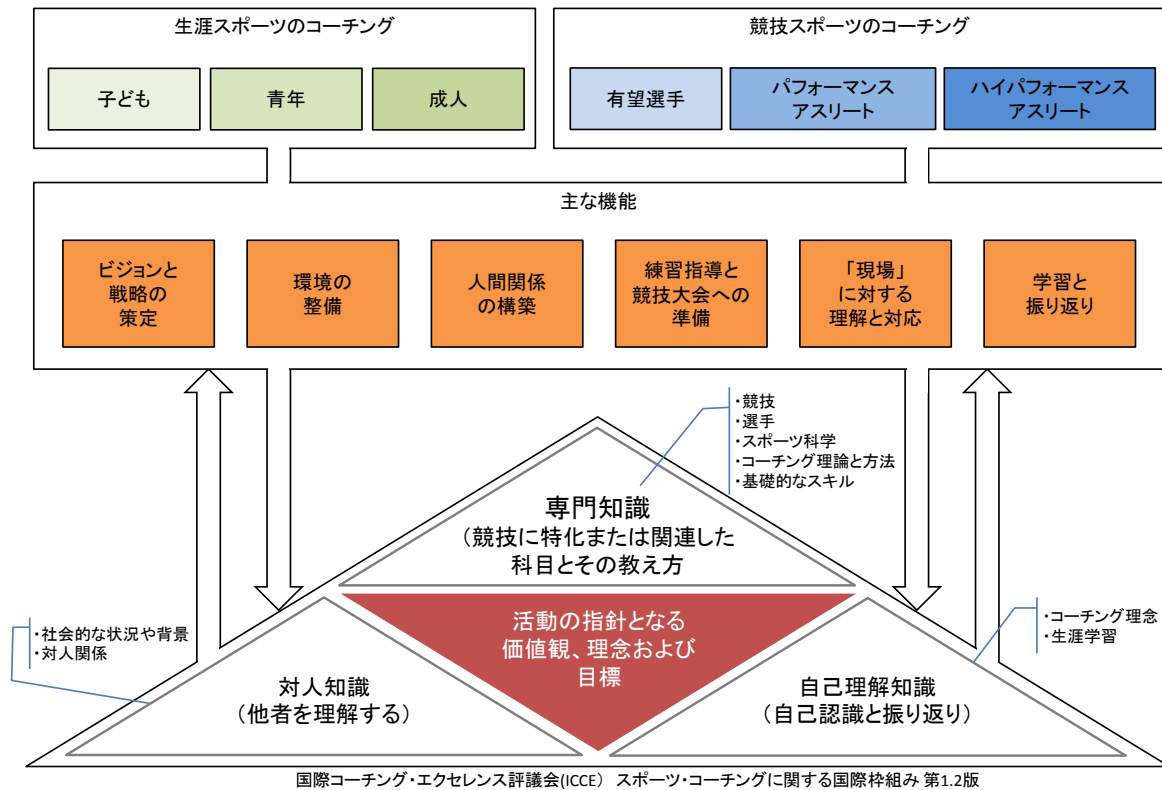 生涯スポーツのコーチング
子ども
青年
成人
競技スポーツのコーチング
有望選手
パフォーマンス
アスリート
ハイパフォーマンス
アスリート
主な機能
ビジョンと
戦略の
策定
環境の
整備
人間関係
の構築
練習指導と
競技大会への
準備
「現場」
に対する
理解と対応
学習と
振り返り
・競技
・選手
・スポーツ科学
・コーチング理論と方法
・基礎的なスキル
専門知識
（競技に特化または関連した
科目とその教え方
活動の指針となる
価値観、理念および
目標
・社会的な状況や背景
・対人関係
対人知識
（他者を理解する）
・コーチング理念
・生涯学習
自己理解知識
（自己認識と振り返り）
国際コーチング・エクセレンス評議会(ICCE） スポーツ・コーチングに関する国際枠組み 第1.2版